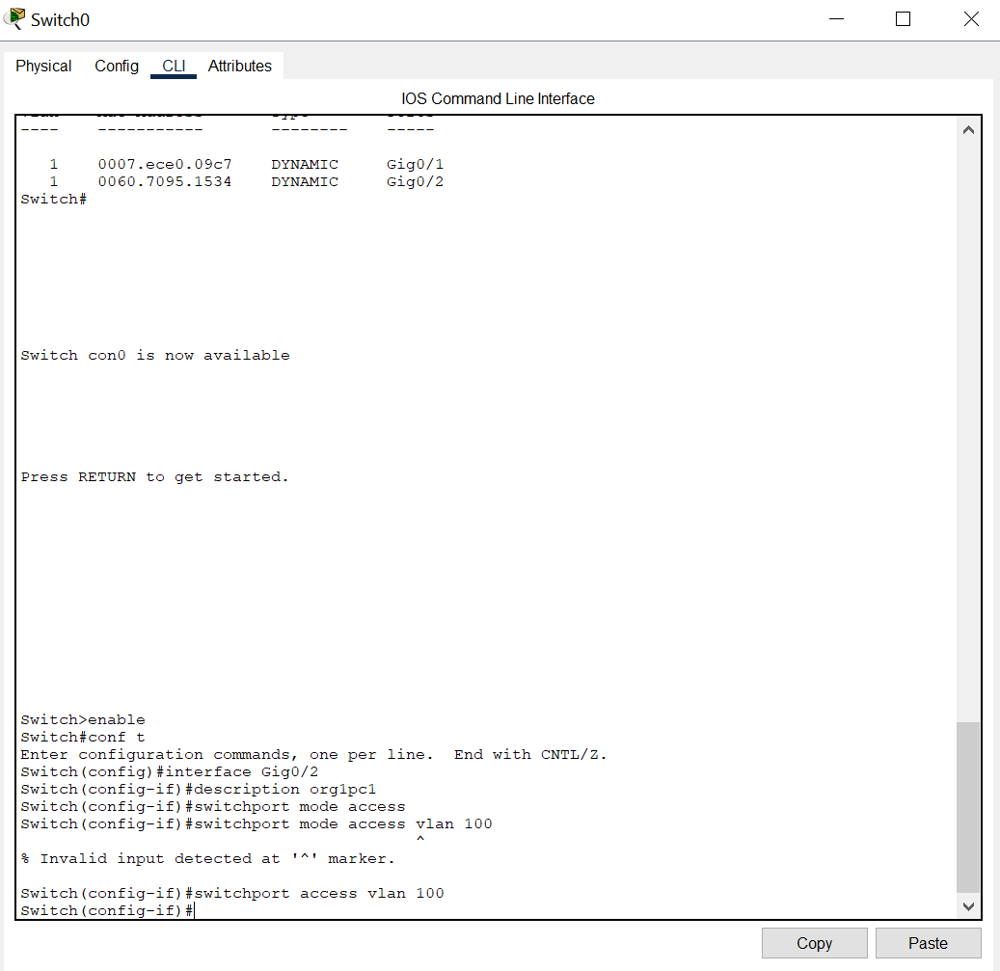 Switch0
Physical Config CLI Attributes
IOS Command Line Interface
---- ----------- -------- -----
1 0007.ece0.09c7 DYNAMIC Gig0/1
1 0060.7095.1534 DYNAMIC Gig0/2
Switch#
Switch con0 is now available
Press RETURN to get started.
Switch>enable
Switch#conf t
Enter configuration commands, one per line. End with CNTL/Z.
Switch(config)#interface Gig0/2
Switch(config-if)#description org1pc1
Switch(config-if)#switchport mode access
Switch(config-if)#switchport mode access vlan 100
^
% Invalid input detected at '^' marker.
Switch(config-if)#switchport access vlan 100
Switch(config-if)#
Copy Paste